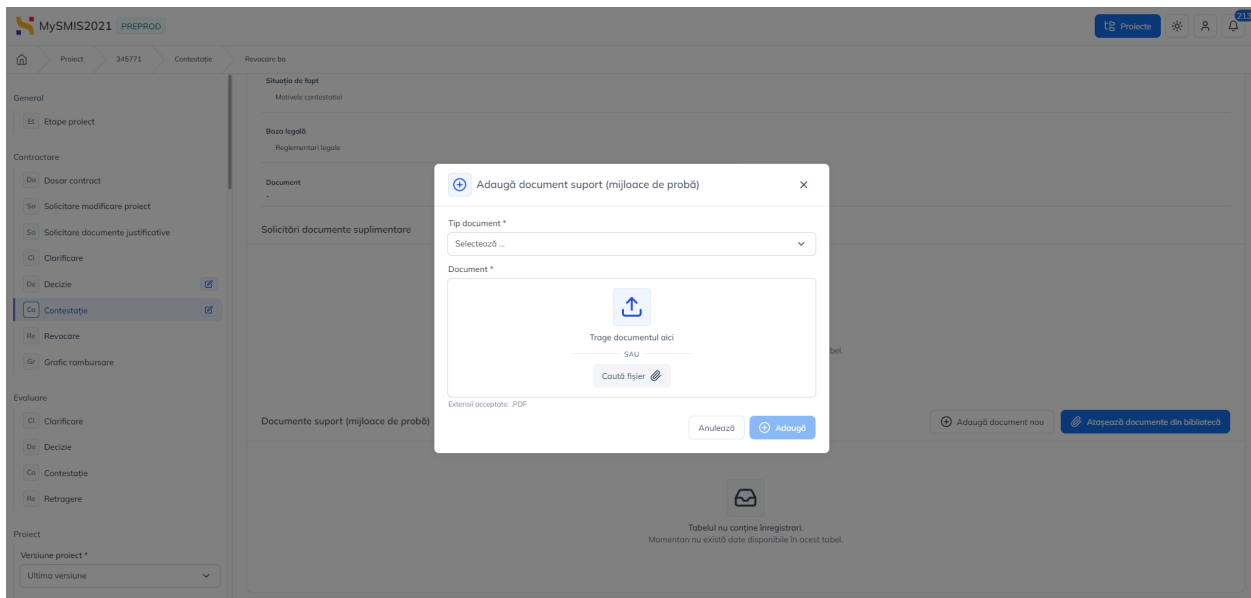 MySMIS2021 PREPROD
Proiecte
213
Proiect 345771 Contestație Revocare bo
General
Et Etape proiect
Contractare
Do Dosar contract
So Solicitare modificare proiect
So Solicitare documente justificative
Cl Clarificare
De Decizie
Co Contestație
Re Revocare
Gr Grafic rambursare
Evaluare
Cl Clarificare
De Decizie
Co Contestație
Re Retragere
Proiect
Versiune proiect *
Ultima versiune
Situația de fapt
Motivele contestatiei
Baza legală
Reglementari legale
Document
-
Solicitări documente suplimentare
bel.
Documente suport (mijloace de probă)
Adaugă document nou
Atașează documente din bibliotecă
Tabelul nu conține înregistrari.
Momentan nu există date disponibile în acest tabel.
Adaugă document suport (mijloace de probă)
Tip document *
Selectează ...
Document *
Trage documentul aici
SAU
Caută fișier
Extensii acceptate: .PDF
Anulează
Adaugă